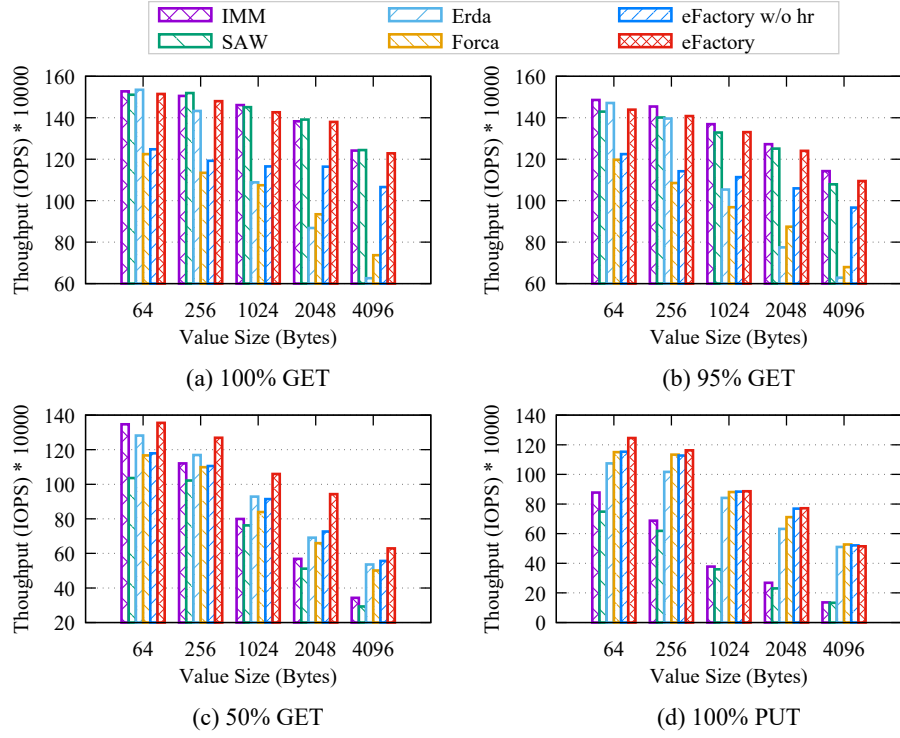 IMM Erda eFactory w/o hr
SAW Forca eFactory
Thoughput (IOPS) * 10000
160
140
120
100
80
60
64 256 1024 2048 4096
Value Size (Bytes)
(a) 100% GET
Thoughput (IOPS) * 10000
160
140
120
100
80
60
64 256 1024 2048 4096
Value Size (Bytes)
(b) 95% GET
Thoughput (IOPS) * 10000
140
120
100
80
60
40
20
64 256 1024 2048 4096
Value Size (Bytes)
(c) 50% GET
Thoughput (IOPS) * 10000
140
120
100
80
60
40
20
0
64 256 1024 2048 4096
Value Size (Bytes)
(d) 100% PUT